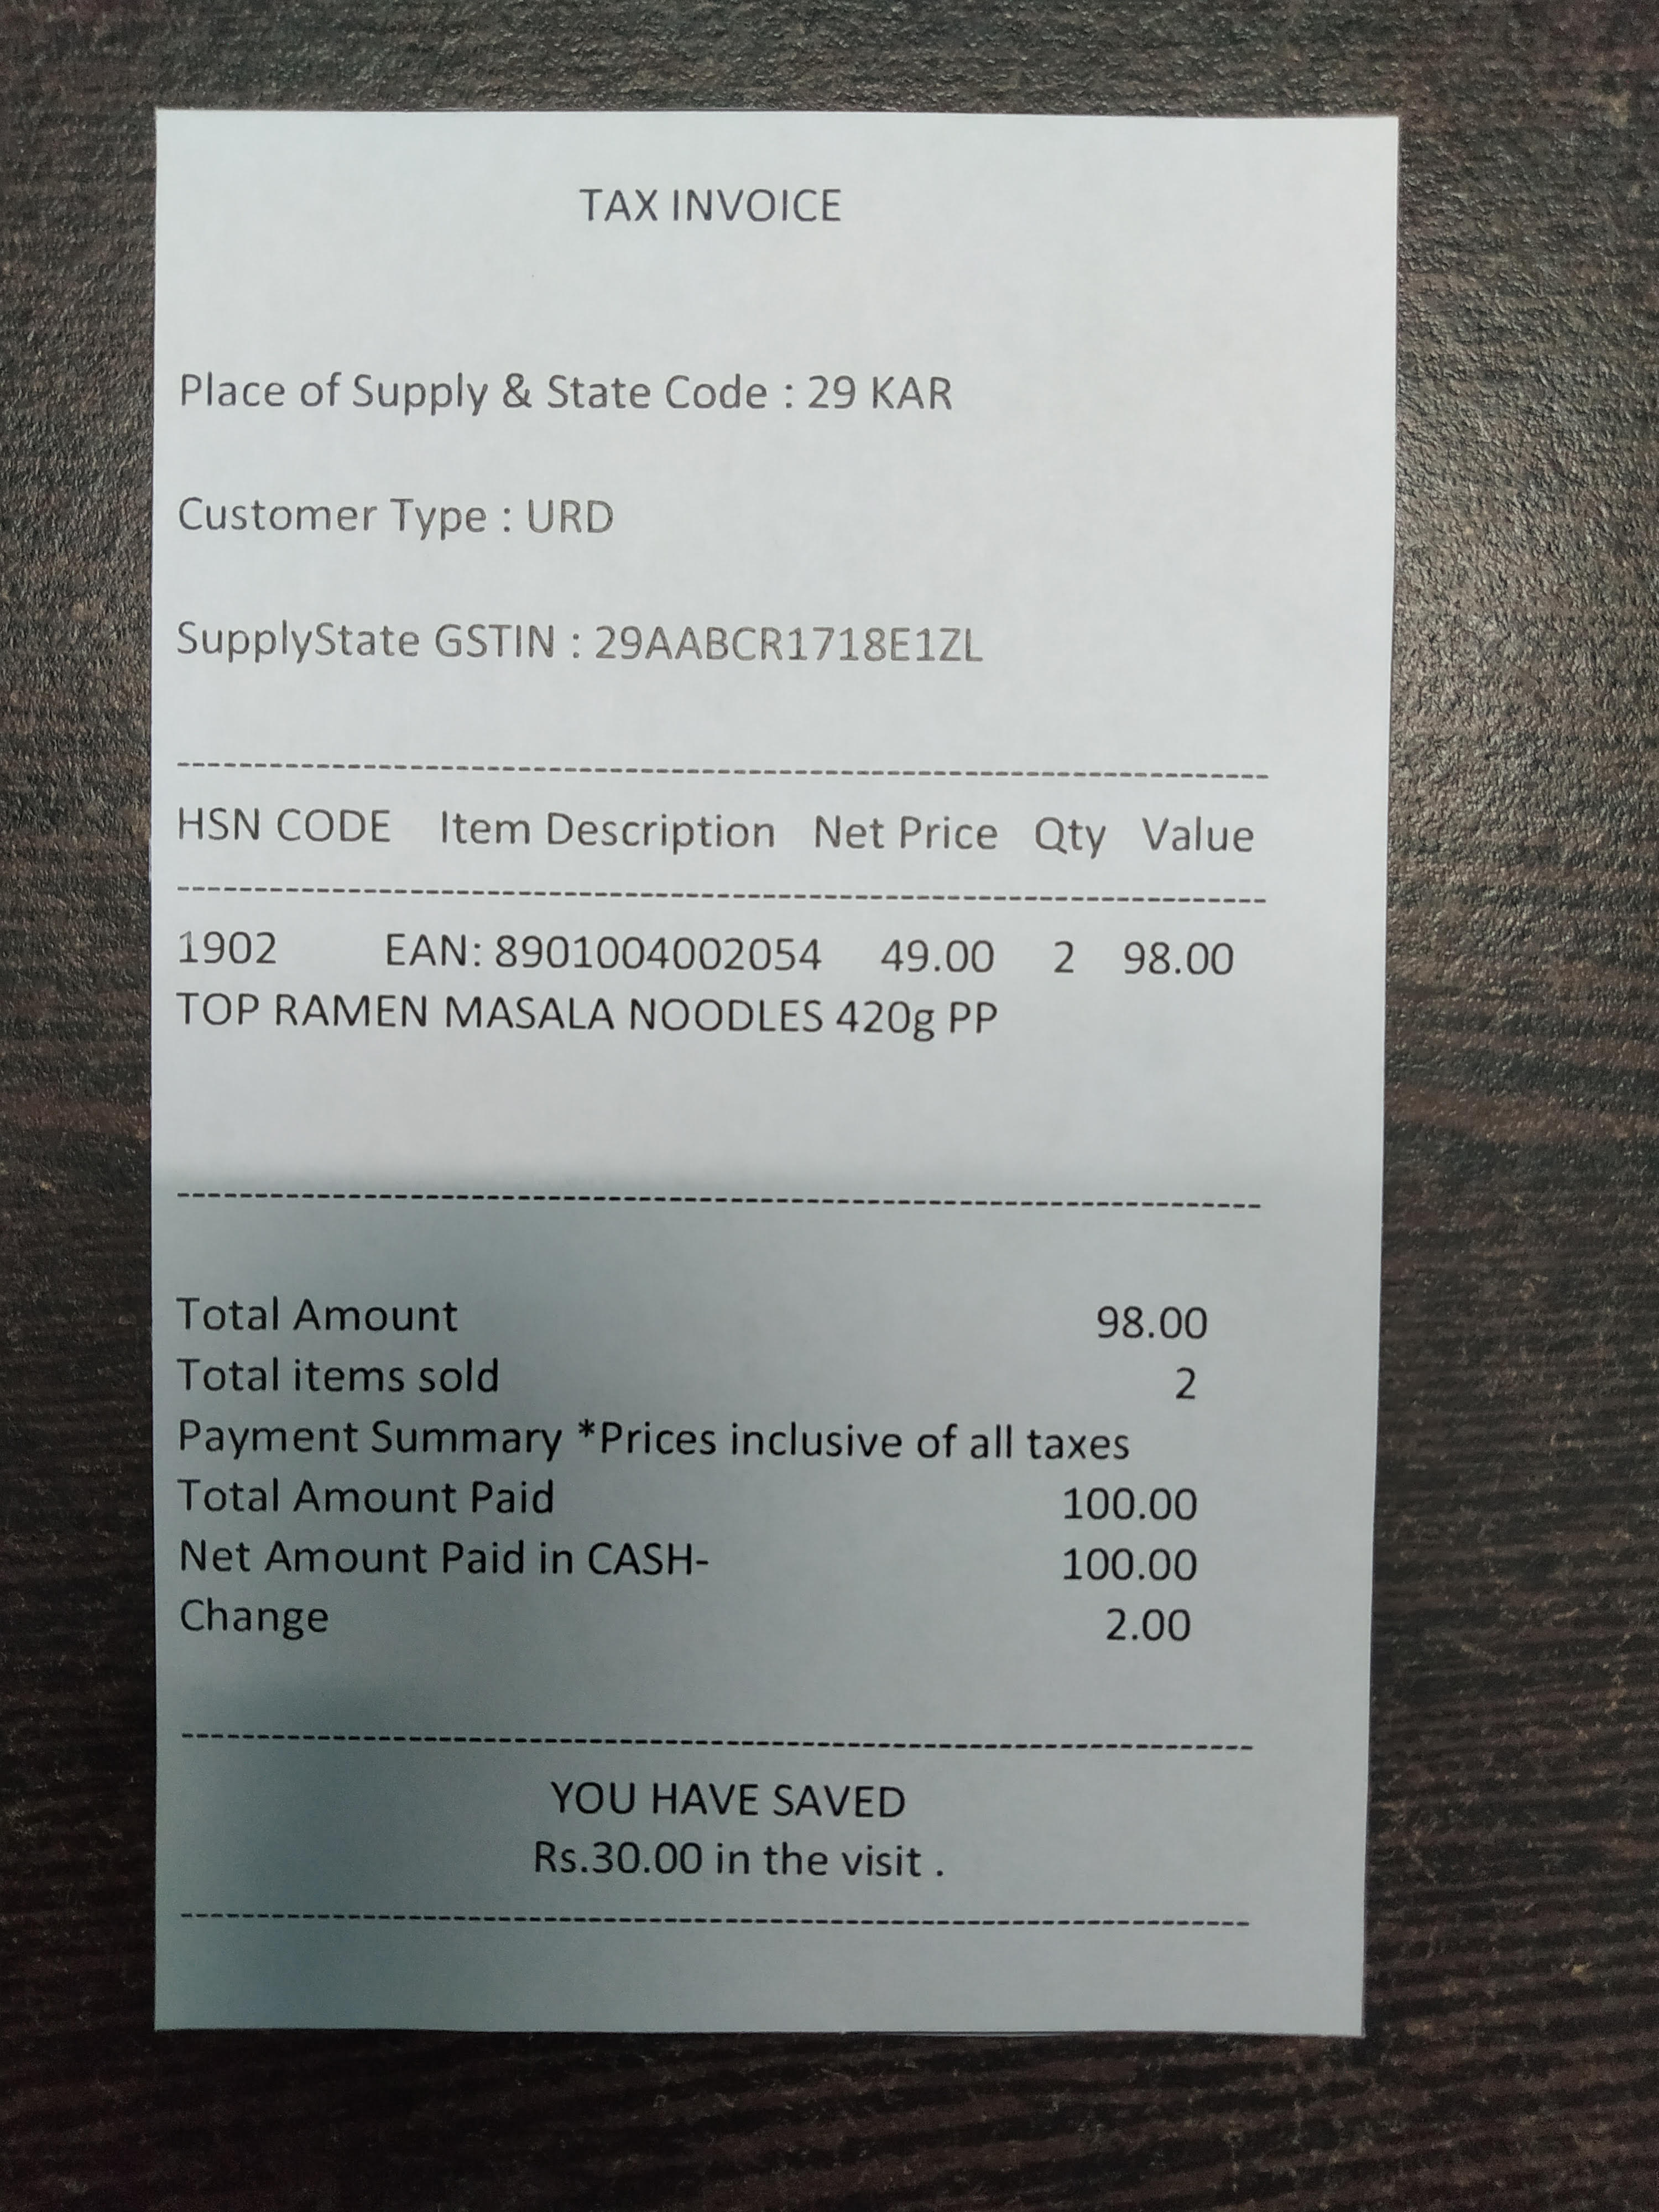 TAX INVOICE
Place of Supply & State Code : 29 KAR
Customer Type : URD
SupplyState GSTIN : 29AABCR1718E1ZL
--------------------------------------------------------------------------
HSN CODE Item Description Net Price Qty Value
--------------------------------------------------------------------------
1902 EAN: 8901004002054 49.00 2 98.00
TOP RAMEN MASALA NOODLES 420g PP
--------------------------------------------------------------------------
Total Amount 98.00
Total items sold 2
Payment Summary *Prices inclusive of all taxes
Total Amount Paid 100.00
Net Amount Paid in CASH- 100.00
Change 2.00
--------------------------------------------------------------------------
YOU HAVE SAVED
Rs.30.00 in the visit .
--------------------------------------------------------------------------